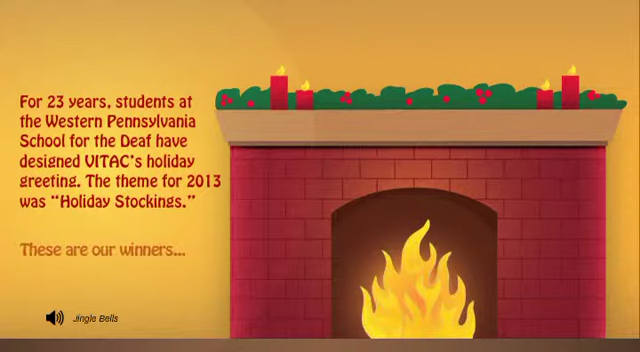 For 23 years, students at
the Western Pennsylvania
School for the Deaf have
designed VITAC's holiday
greeting. The theme for 2013
was "Holiday Stockings."
These are our winners...
Jingle Bells